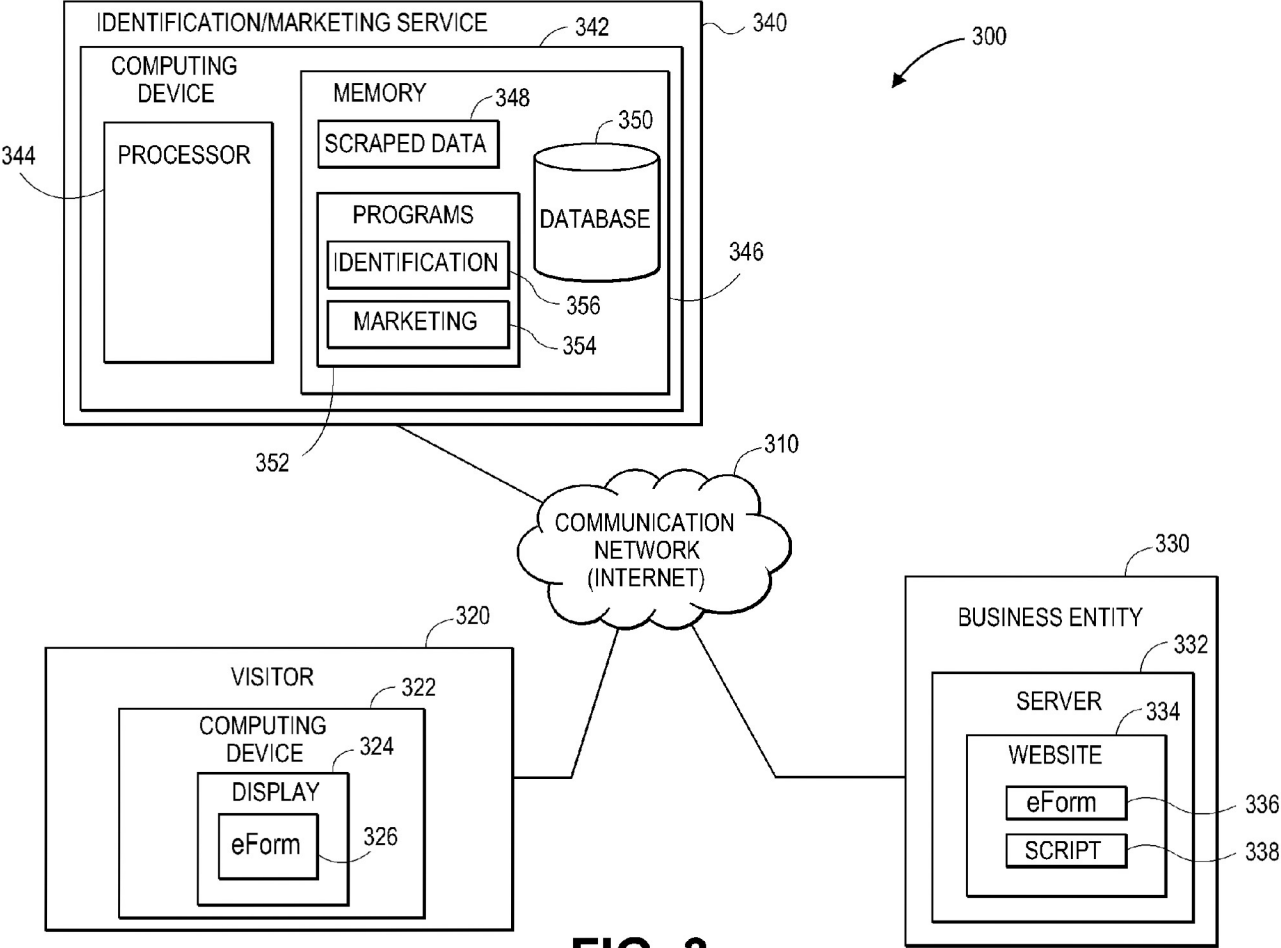 IDENTIFICATION/MARKETING SERVICE
340
342
300
COMPUTING
DEVICE
MEMORY
348
350
344
PROCESSOR
SCRAPED DATA
PROGRAMS
DATABASE
IDENTIFICATION
346
356
MARKETING
354
352
310
COMMUNICATION
NETWORK
(INTERNET)
330
BUSINESS ENTITY
320
VISITOR
332
322
SERVER
COMPUTING
DEVICE
334
324
WEBSITE
DISPLAY
eForm
336
eForm
326
SCRIPT
338